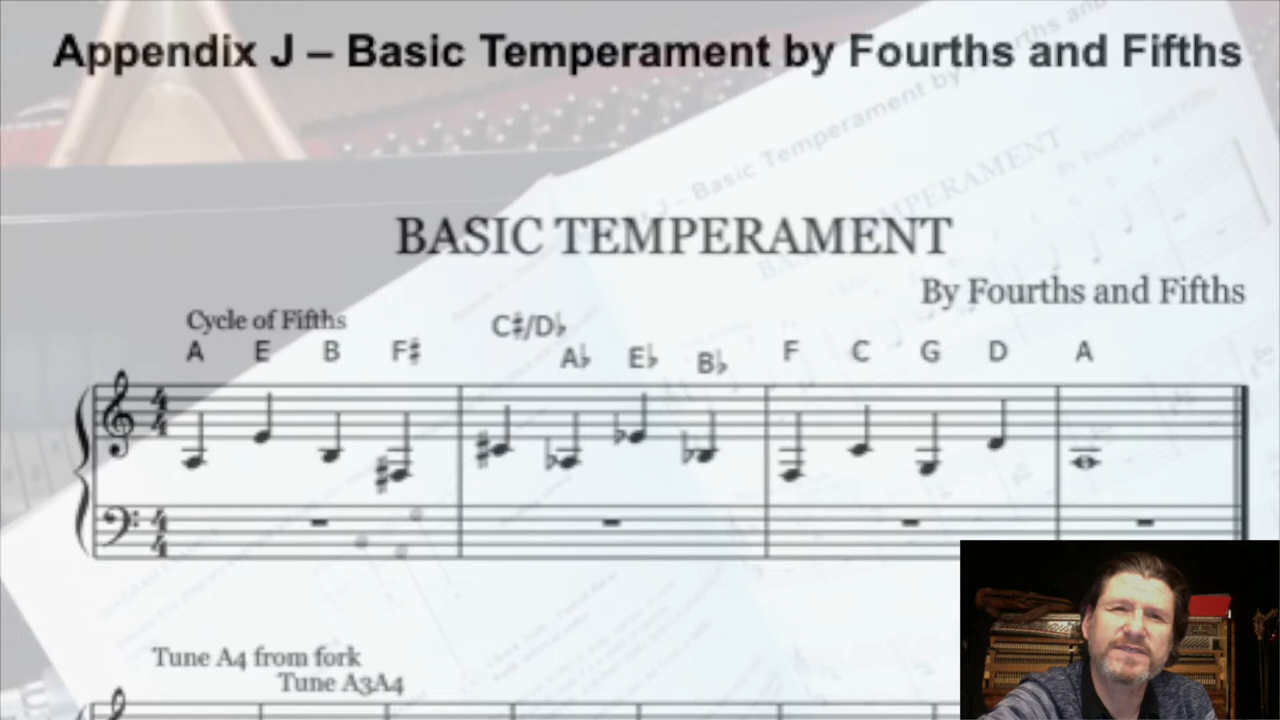 Appendix J – Basic Temperament by Fourths and Fifths
BASIC TEMPERAMENT
By Fourths and Fifths
Cycle of Fifths
A E B F♯ C♯/D♭ A♭ E♭ B♭ F C G D A
Tune A4 from fork
Tune A3A4